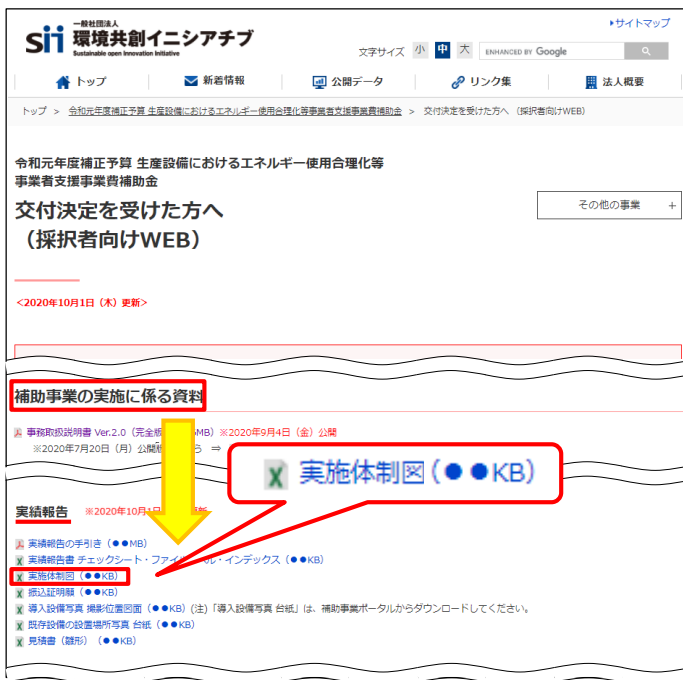 ▶サイトマップ
一般社団法人
sii 環境共創イニシアチブ
Sustainable open Innovation Initiative
文字サイズ 小 中 大 ENHANCED BY Google
トップ 新着情報 公開データ リンク集 法人概要
トップ > 令和元年度補正予算 生産設備におけるエネルギー使用合理化等事業者支援事業費補助金 > 交付決定を受けた方へ （採択者向けWEB）
令和元年度補正予算 生産設備におけるエネルギー使用合理化等
事業者支援事業費補助金
交付決定を受けた方へ
（採択者向けWEB）
その他の事業 +
<2020年10月1日（木）更新>
補助事業の実施に係る資料
事務取扱説明書 Ver.2.0（完全版 MB）※2020年9月4日（金）公開
※2020年7月20日（月）公開 ら ⇒
実施体制図（●●KB）
実績報告 ※2020年10月1 更新
実績報告の手引き（●●MB）
実績報告書 チェックシート・ファイル ル・インデックス（●●KB）
実施体制図（●●KB）
振込証明願（●●KB）
導入設備写真 撮影位置図面（●●KB）(注)「導入設備写真 台紙」は、補助事業ポータルからダウンロードしてください。
既存設備の設置場所写真 台紙（●●KB）
見積書（雛形）（●●KB）